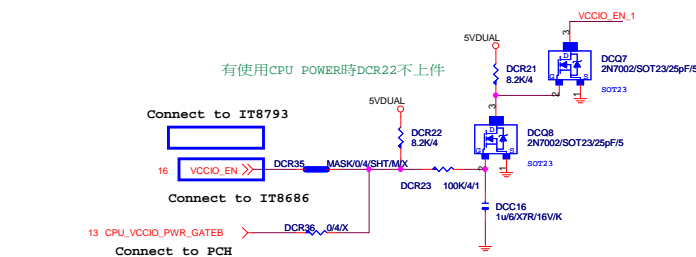 VCCIO_EN_1
3
5VDUAL
D
DCQ7
2N7002/SOT23/25pF/5
DCR21
8.2K/4
G
S
SOT23
2
1
有使用CPU POWER時DCR22不上件
5VDUAL
3
Connect to IT8793
DCR22
8.2K/4
D
DCQ8
2N7002/SOT23/25pF/5
G
S
SOT23
2
1
16
VCCIO_EN
DCR35
MASK/0/4/SHT/M/X
DCR23
100K/4/1
Connect to IT8686
DCC16
1u/6/X7R/16V/K
13 CPU_VCCIO_PWR_GATEB
DCR36
0/4/X
Connect to PCH